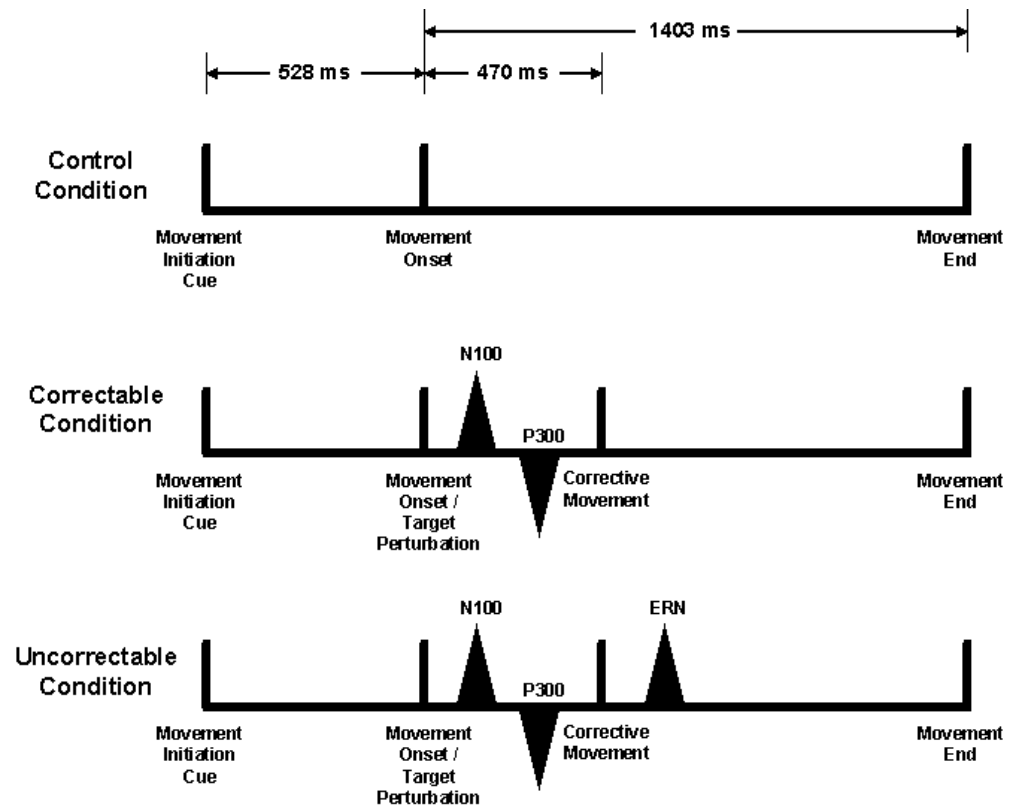 1403 ms
528 ms
470 ms
Control
Condition
Movement
Initiation
Cue
Movement
Onset
Movement
End
N100
Correctable
Condition
P300
Movement
Initiation
Cue
Movement
Onset /
Target
Perturbation
Corrective
Movement
Movement
End
N100
ERN
Uncorrectable
Condition
P300
Movement
Initiation
Cue
Movement
Onset /
Target
Perturbation
Corrective
Movement
Movement
End